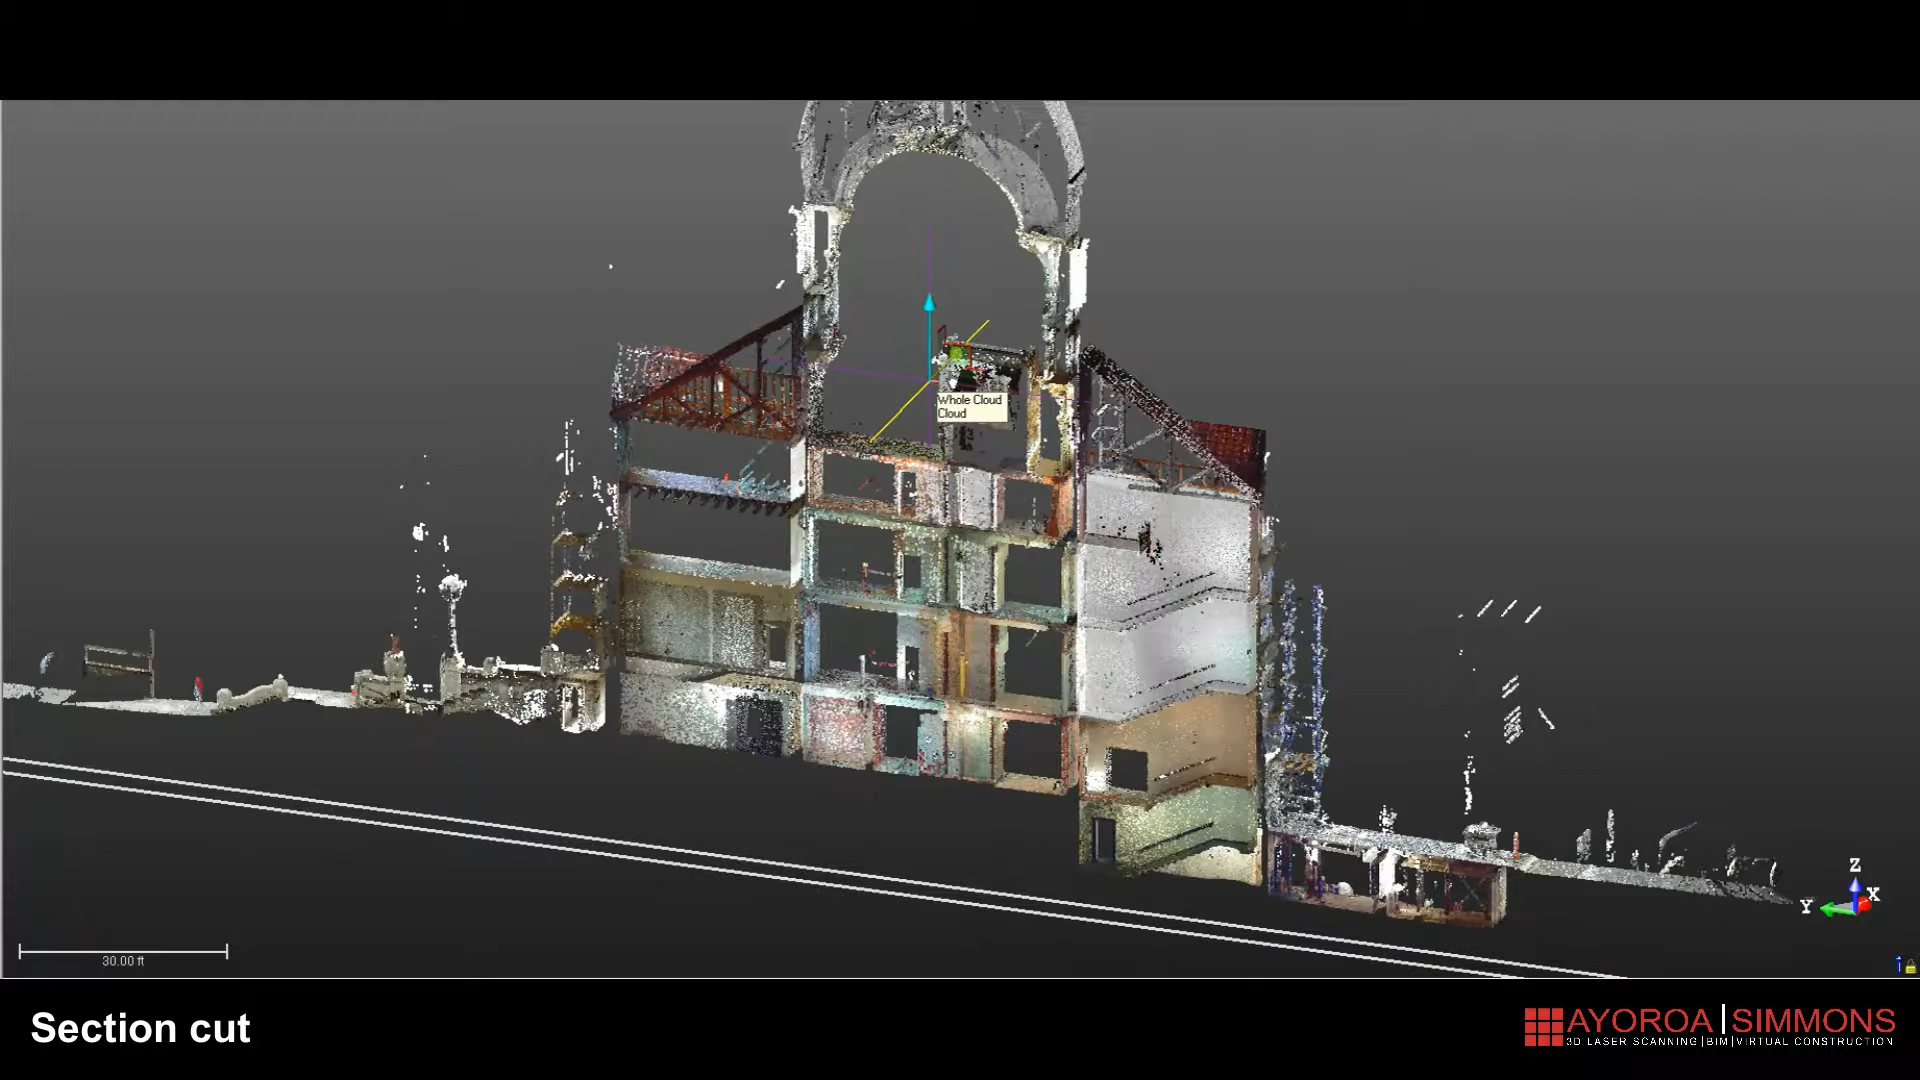 Whole Cloud
Cloud
Z
X
Y
30.00 ft
Section cut
AYOROA|SIMMONS
3D LASER SCANNING|BIM|VIRTUAL CONSTRUCTION